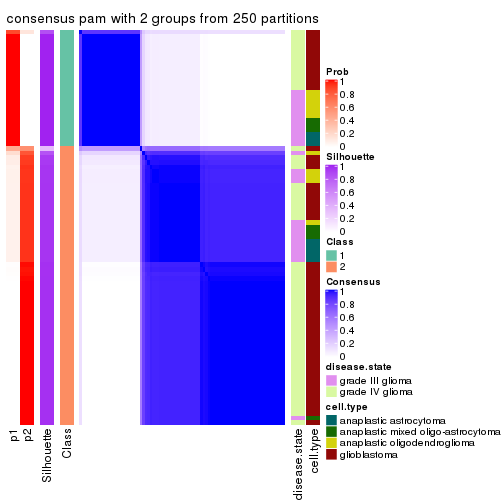 consensus pam with 2 groups from 250 partitions
Prob
1
0.8
0.6
0.4
0.2
0
Silhouette
1
0.8
0.6
0.4
0.2
0
Class
1
2
Consensus
1
0.8
0.6
0.4
0.2
0
disease.state
grade III glioma
grade IV glioma
cell.type
anaplastic astrocytoma
anaplastic mixed oligo-astrocytoma
anaplastic oligodendroglioma
glioblastoma
p1
p2
Silhouette
Class
disease.state
cell.type